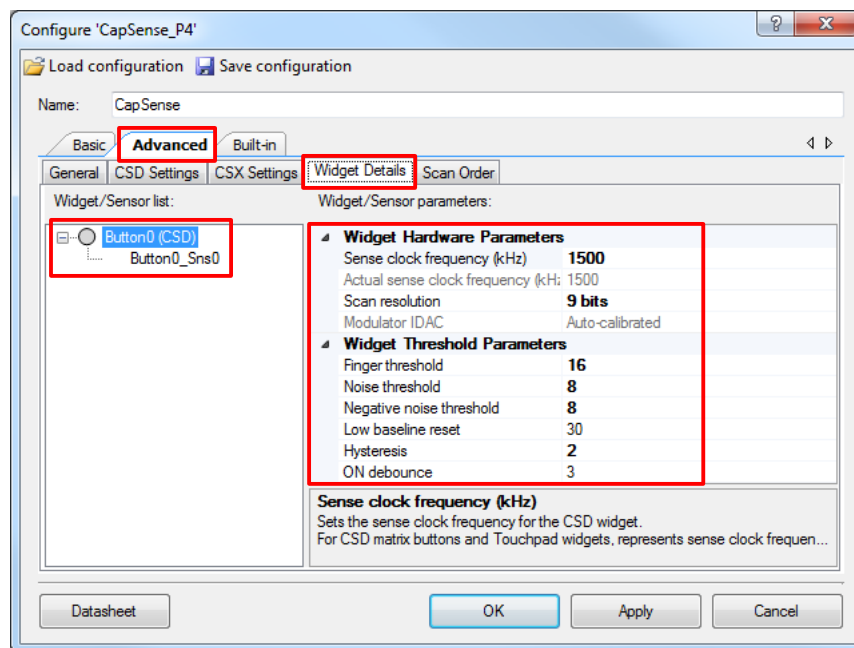 Configure 'CapSense_P4'
Load configuration Save configuration
Name: CapSense
Basic Advanced Built-in
General CSD Settings CSX Settings Widget Details Scan Order
Widget/Sensor list: Widget/Sensor parameters:
Button0 (CSD)
Button0_Sns0
Widget Hardware Parameters
Sense clock frequency (kHz) 1500
Actual sense clock frequency (kHz 1500
Scan resolution 9 bits
Modulator IDAC Auto-calibrated
Widget Threshold Parameters
Finger threshold 16
Noise threshold 8
Negative noise threshold 8
Low baseline reset 30
Hysteresis 2
ON debounce 3
Sense clock frequency (kHz)
Sets the sense clock frequency for the CSD widget.
For CSD matrix buttons and Touchpad widgets, represents sense clock frequen...
Datasheet OK Apply Cancel